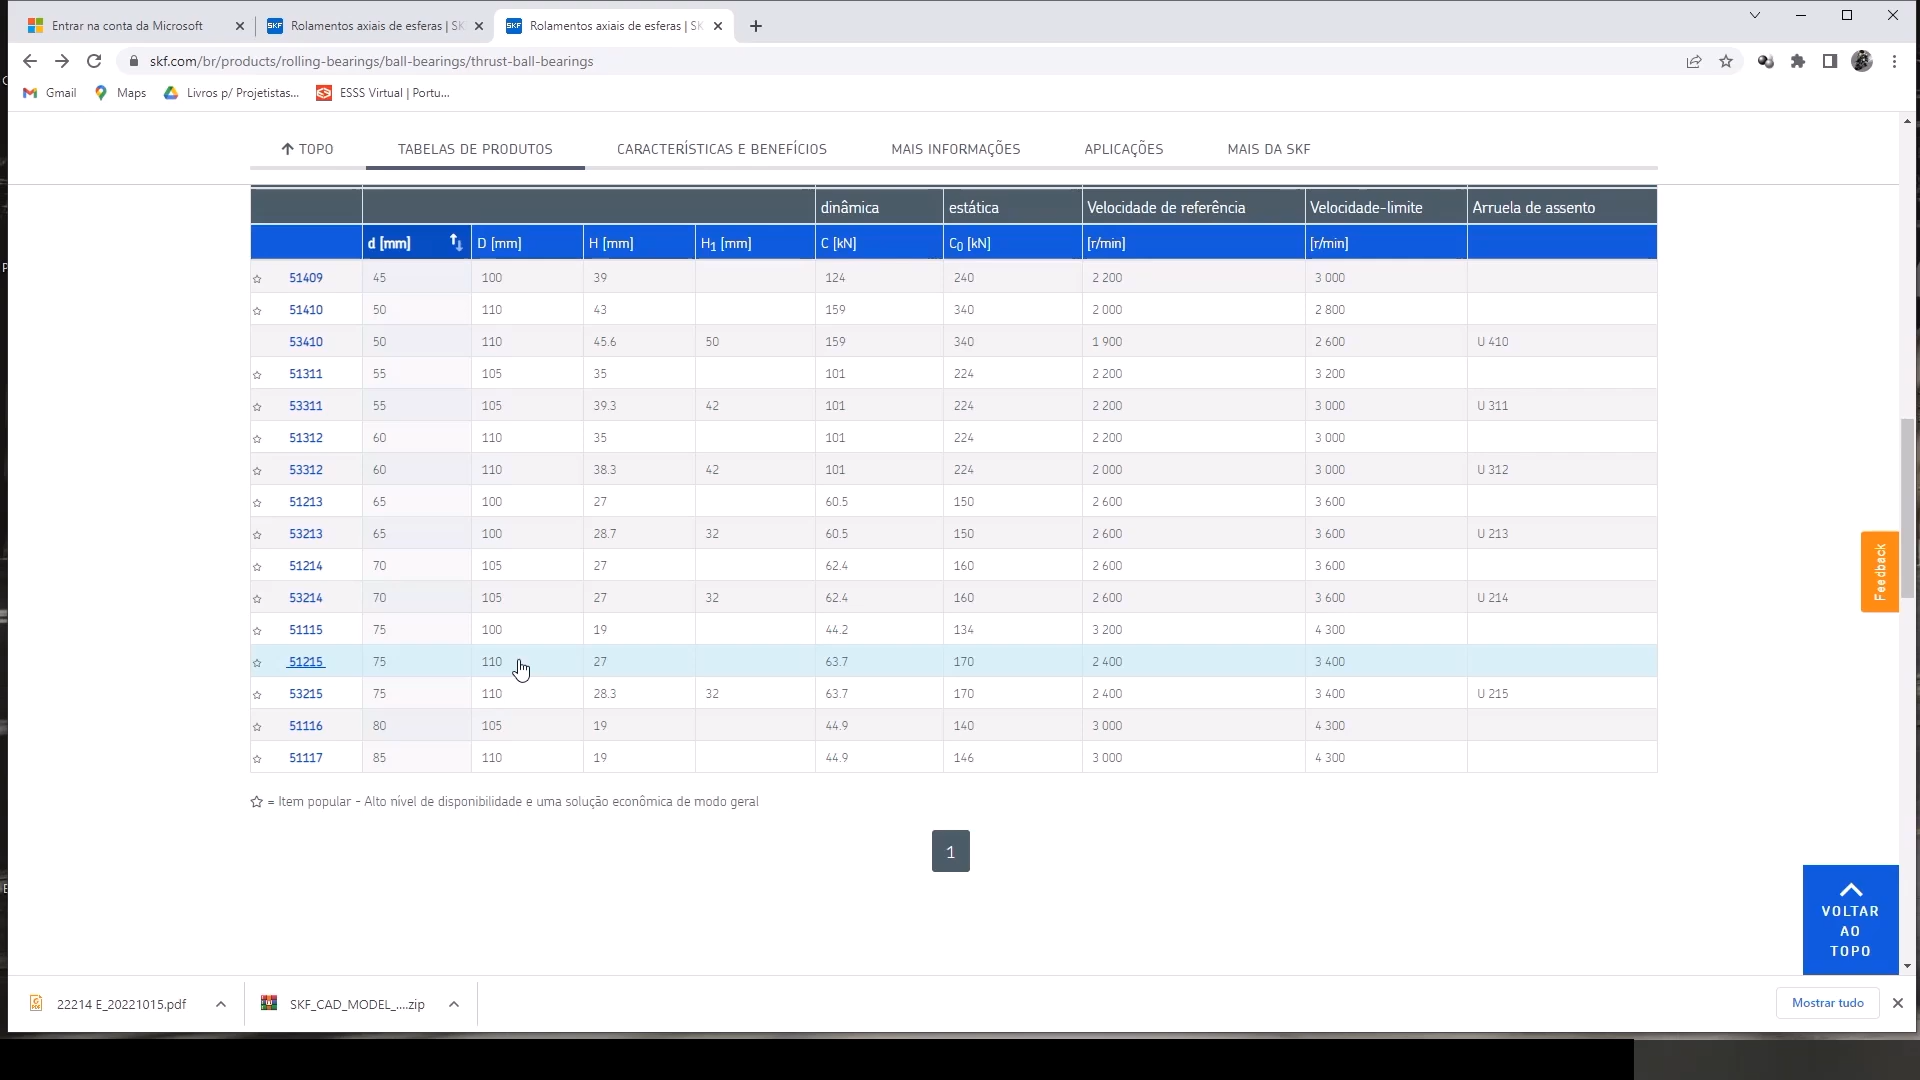 Entrar na conta da Microsoft
SKF Rolamentos axiais de esferas | SK
SKF Rolamentos axiais de esferas | SK
skf.com/br/products/rolling-bearings/ball-bearings/thrust-ball-bearings
Gmail Maps Livros p/ Projetistas... ESSS Virtual | Portu...
TOPO TABELAS DE PRODUTOS CARACTERÍSTICAS E BENEFÍCIOS MAIS INFORMAÇÕES APLICAÇÕES MAIS DA SKF
dinâmica estática Velocidade de referência Velocidade-limite Arruela de assento
d [mm] D [mm] H [mm] H1 [mm] C [kN] C0 [kN] [r/min] [r/min]
☆ 51409 45 100 39 124 240 2 200 3 000
☆ 51410 50 110 43 159 340 2 000 2 800
53410 50 110 45.6 50 159 340 1 900 2 600 U 410
☆ 51311 55 105 35 101 224 2 200 3 200
☆ 53311 55 105 39.3 42 101 224 2 200 3 000 U 311
☆ 51312 60 110 35 101 224 2 200 3 000
☆ 53312 60 110 38.3 42 101 224 2 000 3 000 U 312
☆ 51213 65 100 27 60.5 150 2 600 3 600
☆ 53213 65 100 28.7 32 60.5 150 2 600 3 600 U 213
☆ 51214 70 105 27 62.4 160 2 600 3 600
☆ 53214 70 105 27 32 62.4 160 2 600 3 600 U 214
☆ 51115 75 100 19 44.2 134 3 200 4 300
☆ 51215 75 110 27 63.7 170 2 400 3 400
☆ 53215 75 110 28.3 32 63.7 170 2 400 3 400 U 215
☆ 51116 80 105 19 44.9 140 3 000 4 300
☆ 51117 85 110 19 44.9 146 3 000 4 300
☆ = Item popular - Alto nível de disponibilidade e uma solução econômica de modo geral
1
Feedback
VOLTAR
AO
TOPO
22214 E_20221015.pdf SKF_CAD_MODEL_....zip Mostrar tudo